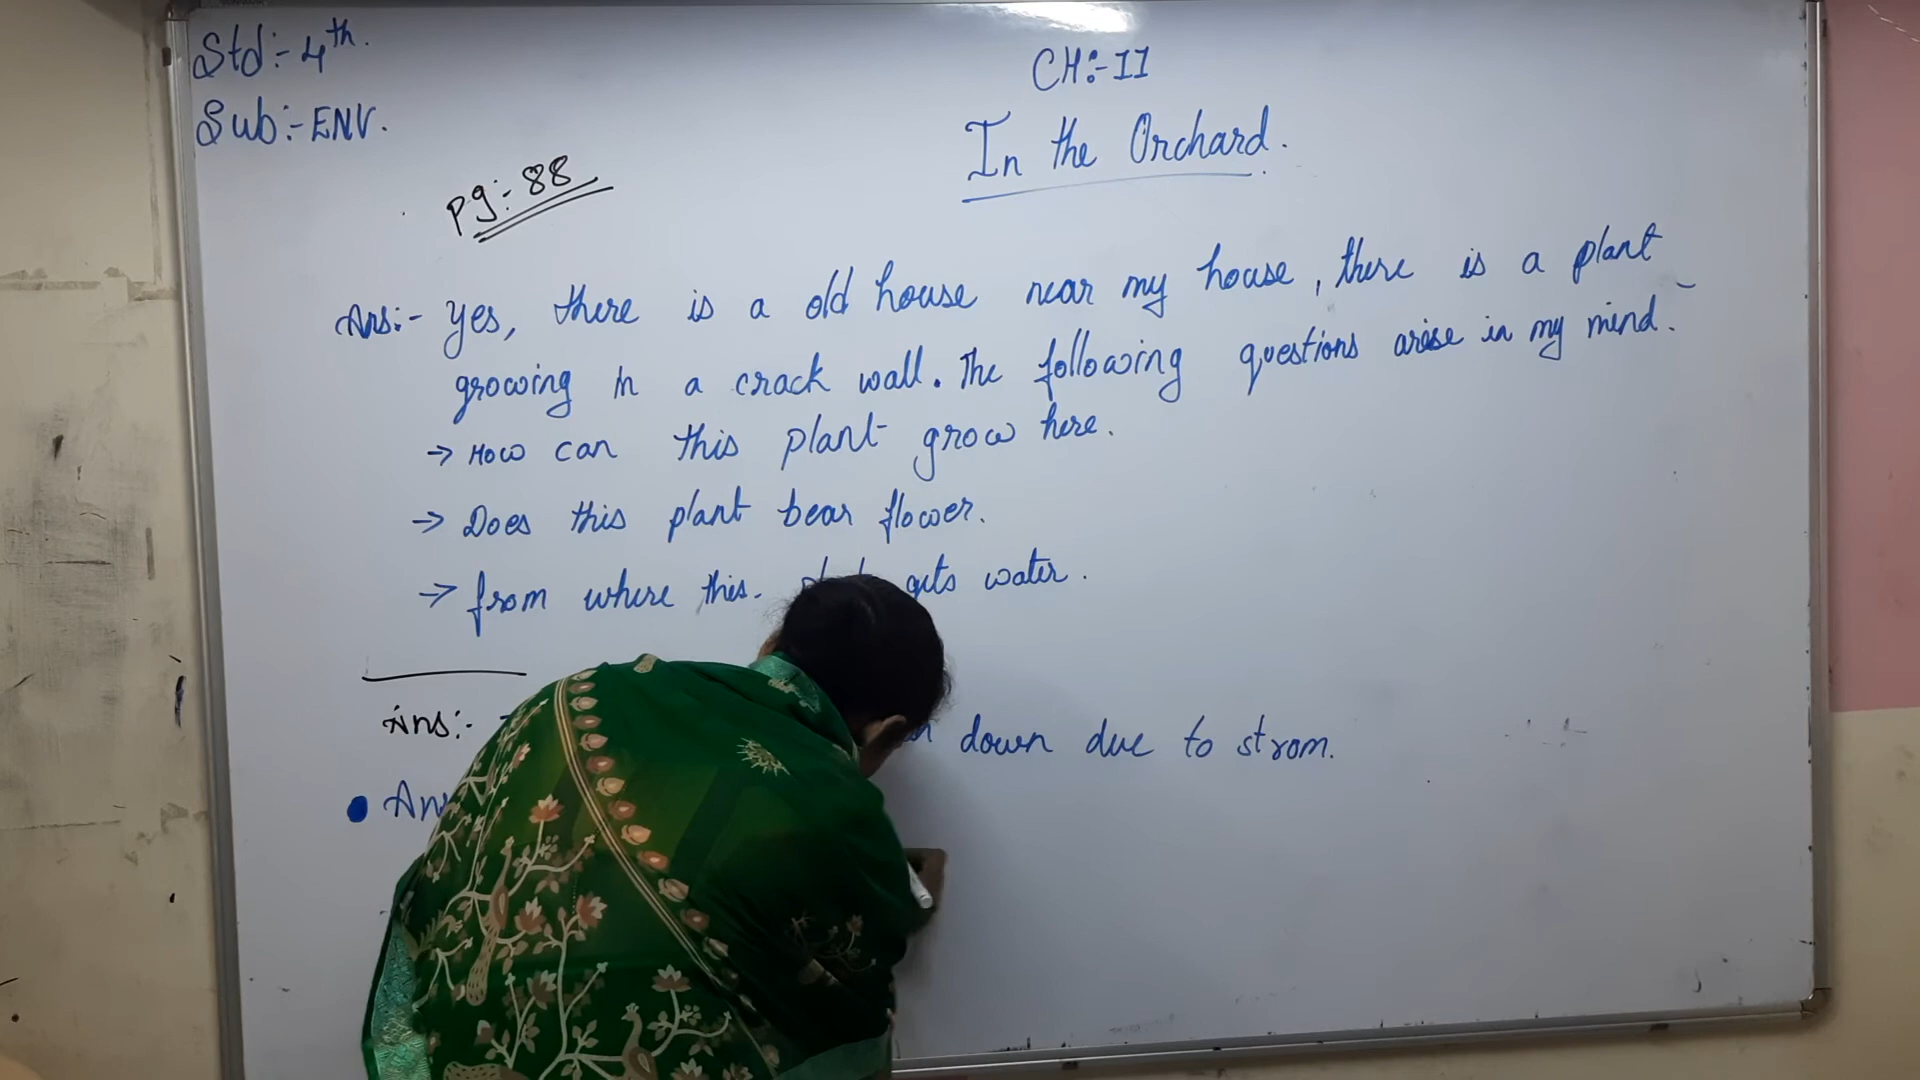 Std:- 4th.
Sub:- ENV.
CH:- II
In the Orchard.
Pg:- 88
Ans:- Yes, there is a old house near my house, there is a plant
growing in a crack wall. The following questions arise in my mind.
→ How can this plant grow here.
→ Does this plant bear flower.
→ from where this. gets water.
Ans:- down due to strom.